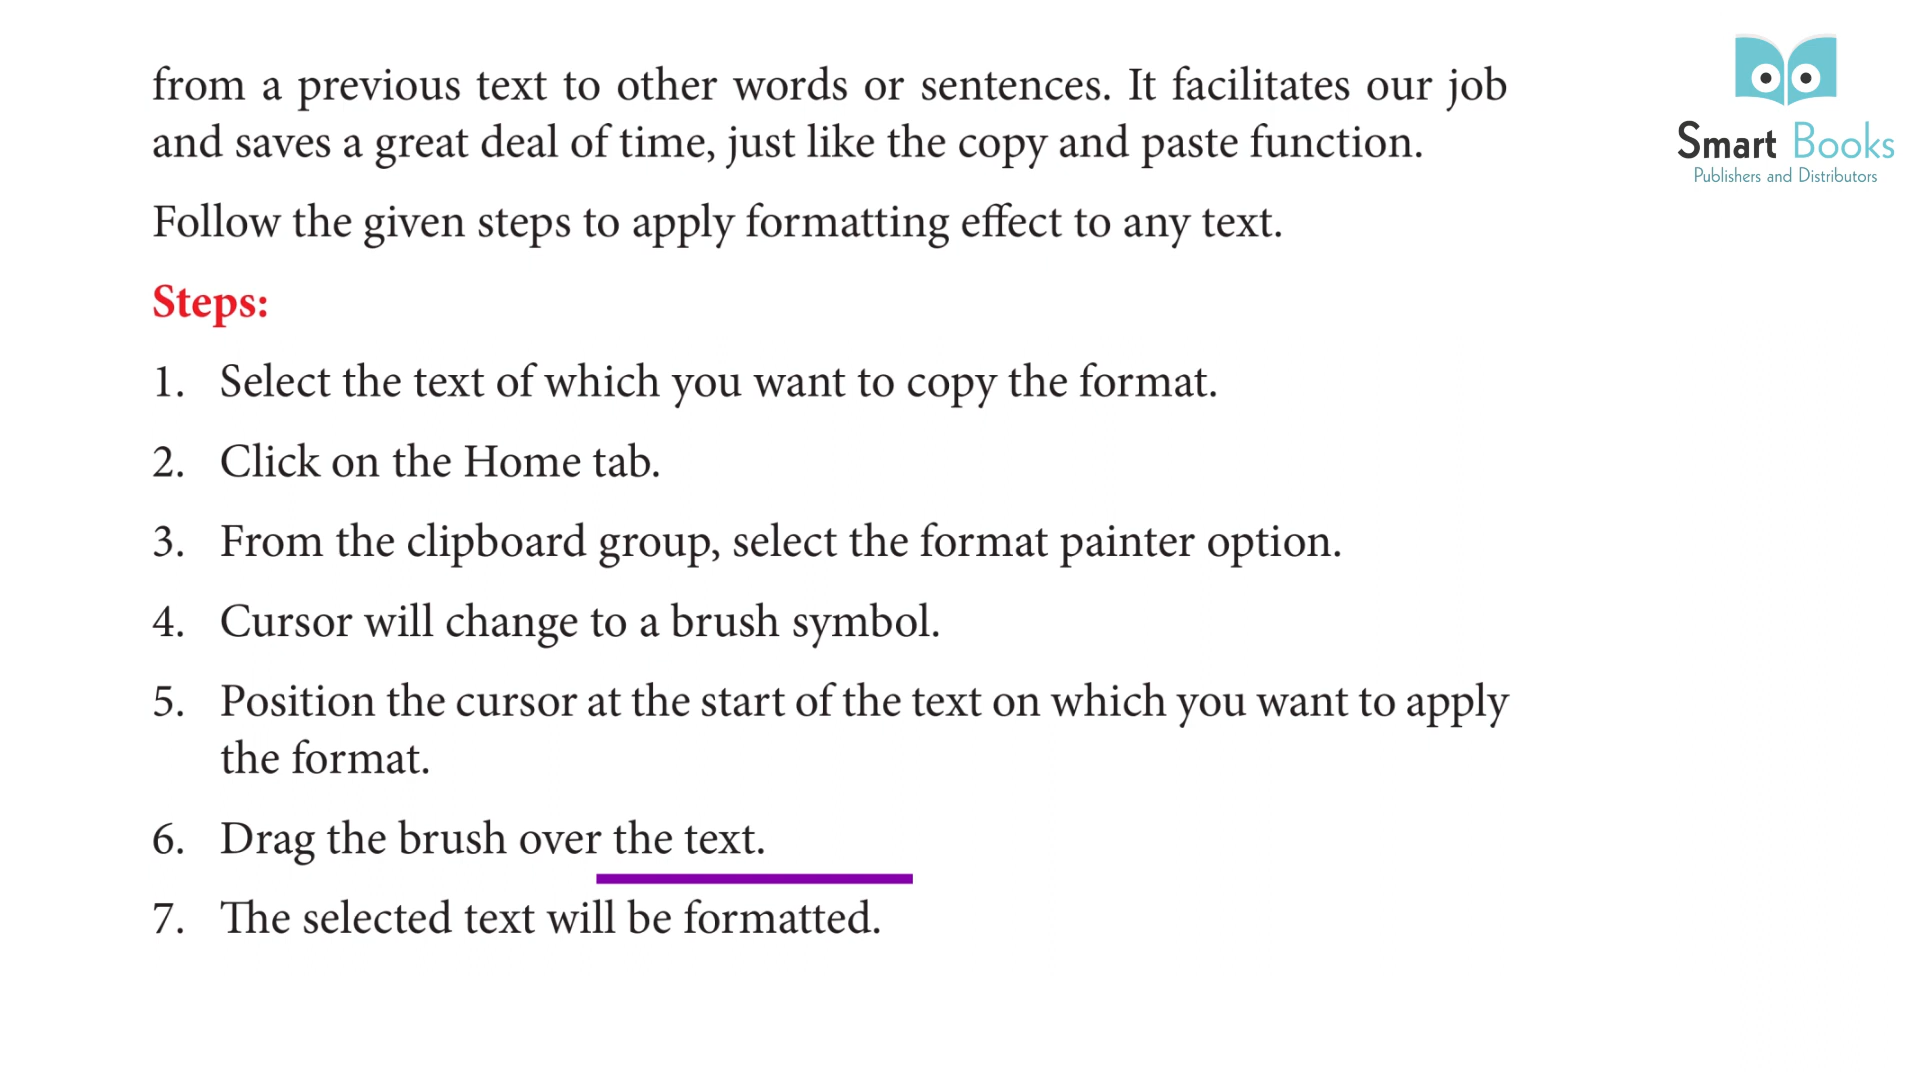 from a previous text to other words or sentences. It facilitates our job
and saves a great deal of time, just like the copy and paste function.
Follow the given steps to apply formatting effect to any text.
Steps:
1. Select the text of which you want to copy the format.
2. Click on the Home tab.
3. From the clipboard group, select the format painter option.
4. Cursor will change to a brush symbol.
5. Position the cursor at the start of the text on which you want to apply
the format.
6. Drag the brush over the text.
7. The selected text will be formatted.
Smart Books
Publishers and Distributors